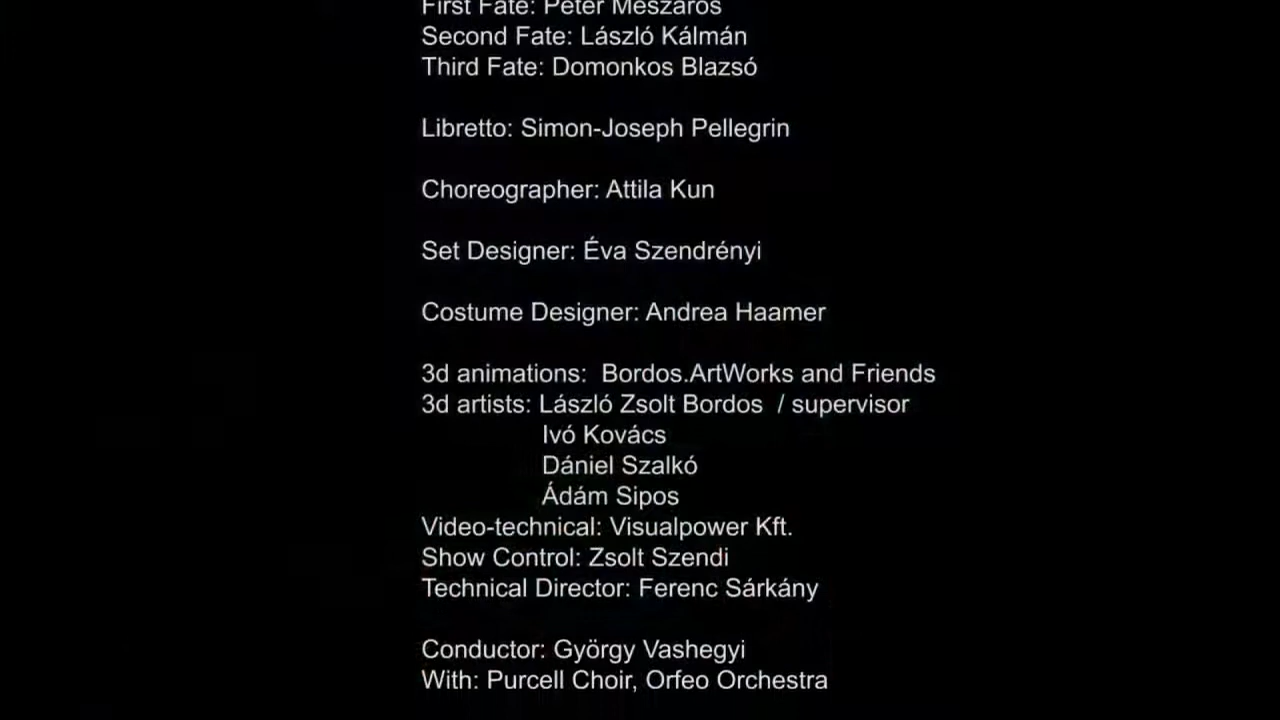 First Fate: Péter Mészáros
Second Fate: László Kálmán
Third Fate: Domonkos Blazsó
Libretto: Simon-Joseph Pellegrin
Choreographer: Attila Kun
Set Designer: Éva Szendrényi
Costume Designer: Andrea Haamer
3d animations:  Bordos.ArtWorks and Friends
3d artists: László Zsolt Bordos  / supervisor
Ivó Kovács
Dániel Szalkó
Ádám Sipos
Video-technical: Visualpower Kft.
Show Control: Zsolt Szendi
Technical Director: Ferenc Sárkány
Conductor: György Vashegyi
With: Purcell Choir, Orfeo Orchestra